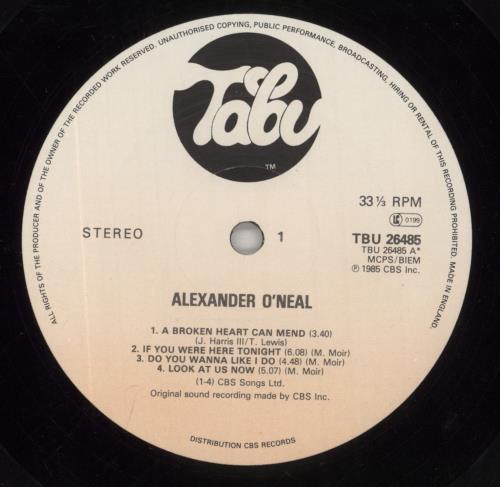 ALL RIGHTS OF THE PRODUCER AND OF THE OWNER OF THE RECORDED WORK RESERVED. UNAUTHORISED COPYING, PUBLIC PERFORMANCE, BROADCASTING, HIRING OR RENTAL OF THIS RECORDING PROHIBITED. MADE IN ENGLAND.
Tabu
TM
STEREO
1
33⅓ RPM
LC 0199
TBU 26485
TBU 26485 A*
MCPS/BIEM
℗ 1985 CBS Inc.
ALEXANDER O'NEAL
1. A BROKEN HEART CAN MEND (3.40)
(J. Harris III/T. Lewis)
2. IF YOU WERE HERE TONIGHT (6.08) (M. Moir)
3. DO YOU WANNA LIKE I DO (4.48) (M. Moir)
4. LOOK AT US NOW (5.07) (M. Moir)
(1-4) CBS Songs Ltd.
Original sound recording made by CBS Inc.
DISTRIBUTION CBS RECORDS